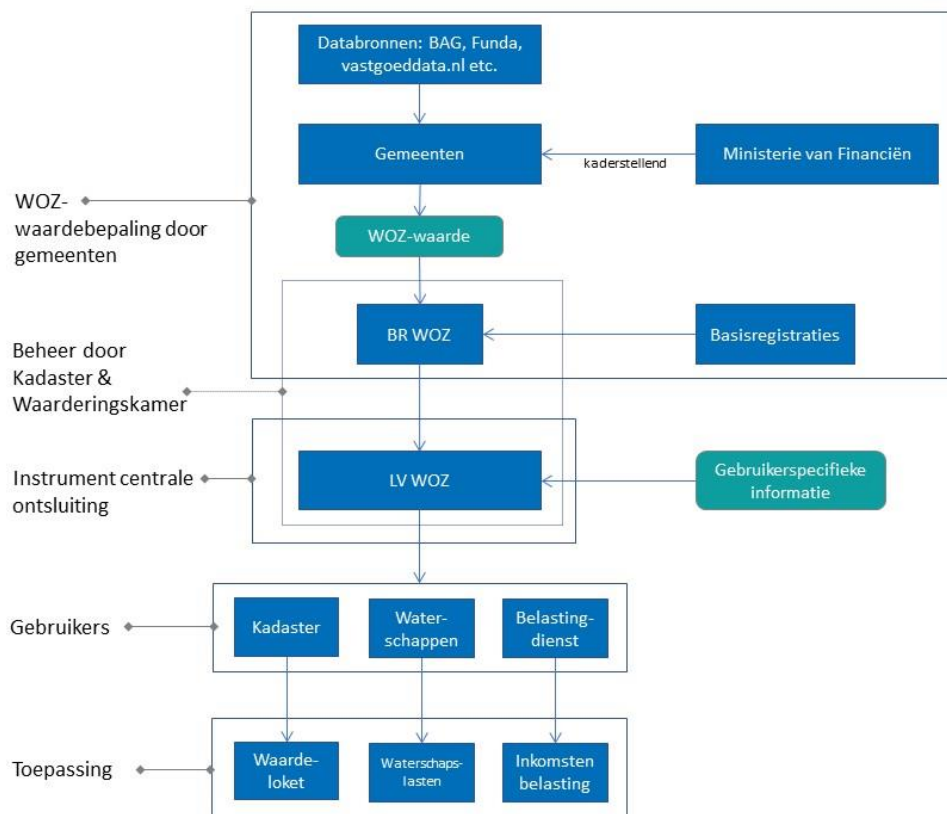 Databronnen: BAG, Funda,
vastgoeddata.nl etc.
Gemeenten
kaderstellend
Ministerie van Financiën
WOZ-
waardebepaling door
gemeenten
WOZ-waarde
BR WOZ
Basisregistraties
Beheer door
Kadaster &
Waarderingskamer
Instrument centrale
ontsluiting
LV WOZ
Gebruikerspecifieke
informatie
Gebruikers
Kadaster
Water-
schappen
Belasting-
dienst
Toepassing
Waarde-
loket
Waterschaps-
lasten
Inkomsten
belasting